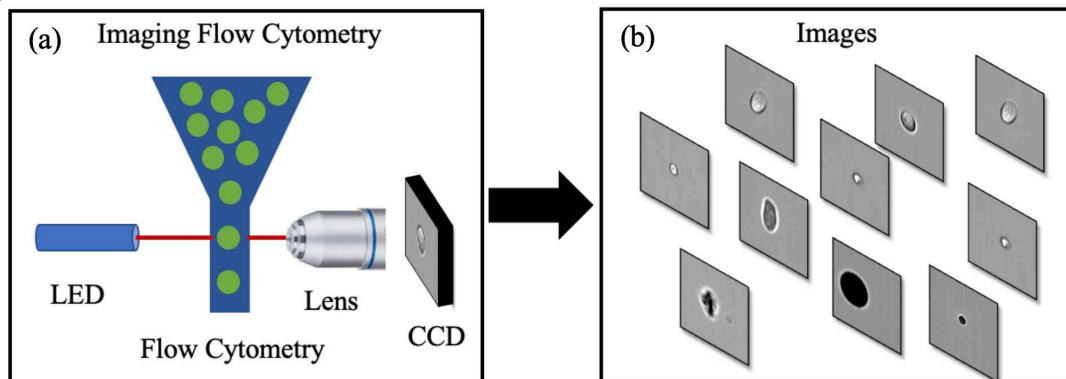 (a)
Imaging Flow Cytometry
LED
Lens
CCD
Flow Cytometry
(b)
Images